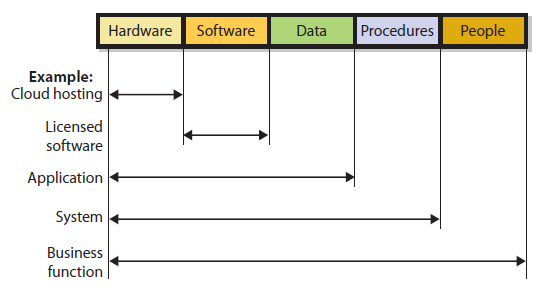 Hardware Software Data Procedures People
Example:
Cloud hosting
Licensed
software
Application
System
Business
function